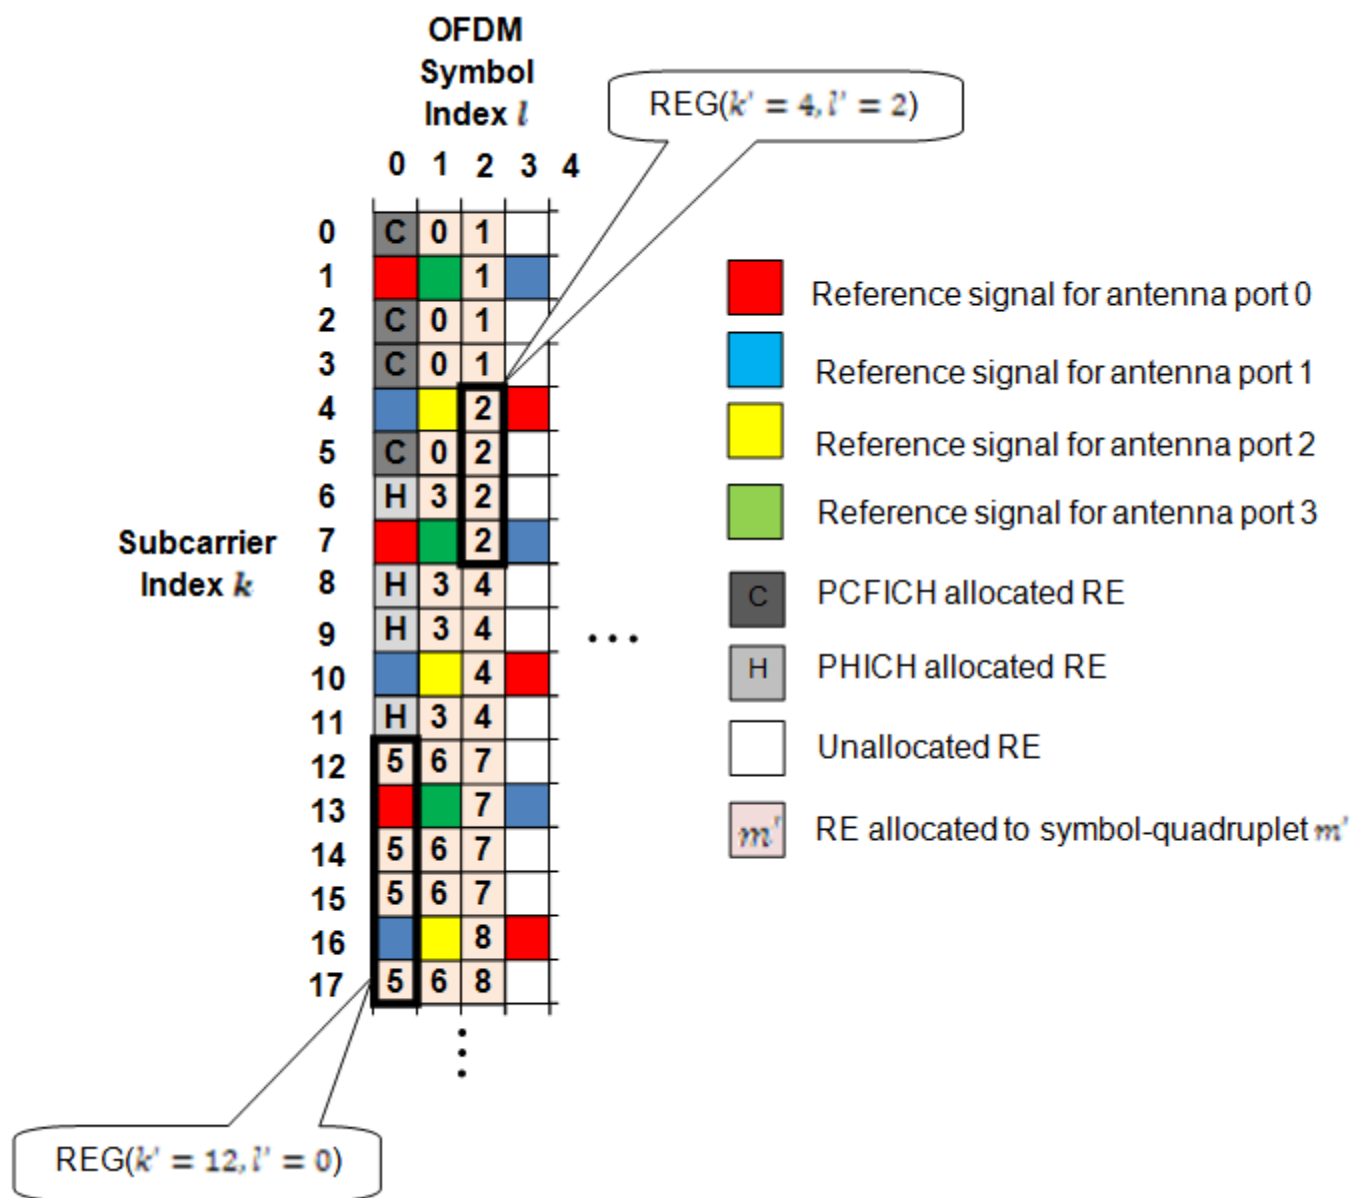 OFDM
Symbol
Index l
REG(k' = 4, l' = 2)
0 1 2 3 4
0 C 0 1
1 1
2 C 0 1
3 C 0 1
4 2
5 C 0 2
6 H 3 2
7 2
Subcarrier
Index k
8 H 3 4
9 H 3 4
...
10 4
11 H 3 4
12 5 6 7
13 7
14 5 6 7
15 5 6 7
16 8
17 5 6 8
Reference signal for antenna port 0
Reference signal for antenna port 1
Reference signal for antenna port 2
Reference signal for antenna port 3
C PCFICH allocated RE
H PHICH allocated RE
Unallocated RE
m' RE allocated to symbol-quadruplet m'
REG(k' = 12, l' = 0)